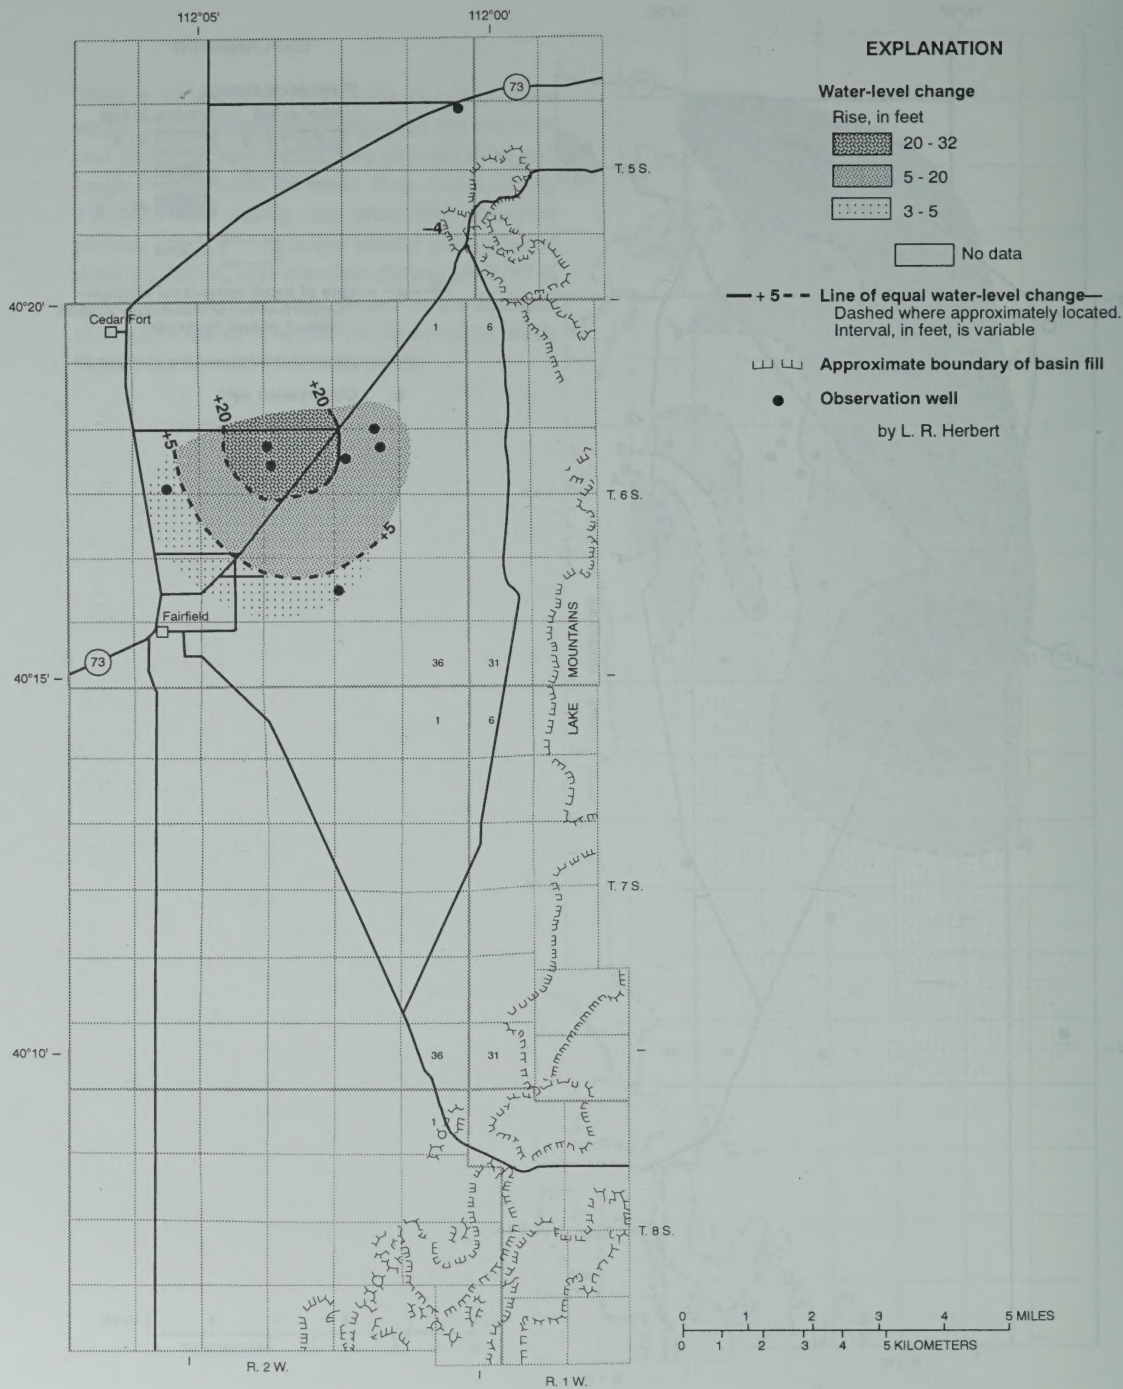 112°05'
112°00'
73
T. 5 S.
–4
40°20'
Cedar Fort
1
6
+20
+20
+5
T. 6 S.
+5
Fairfield
73
40°15'
36
31
1
6
LAKE MOUNTAINS
T. 7 S.
40°10'
36
31
T. 8 S.
R. 2 W.
R. 1 W.
EXPLANATION
Water-level change
Rise, in feet
20 - 32
5 - 20
3 - 5
No data
+ 5
Line of equal water-level change—
Dashed where approximately located.
Interval, in feet, is variable
Approximate boundary of basin fill
Observation well
by L. R. Herbert
0 1 2 3 4 5 MILES
0 1 2 3 4 5 KILOMETERS